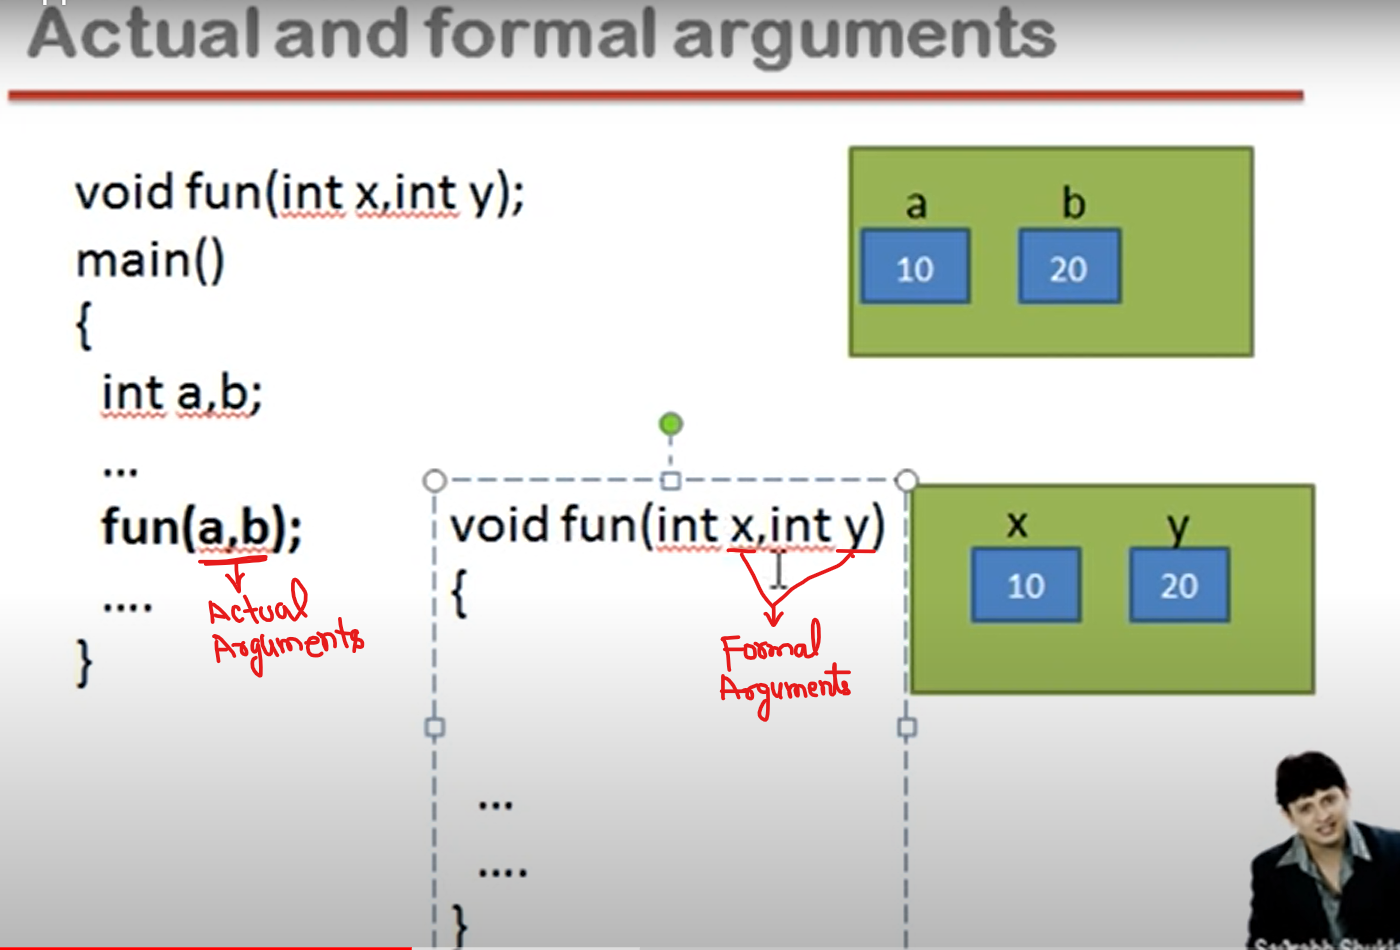 Actual and formal arguments
void fun(int x,int y);
main()
{
int a,b;
...
fun(a,b);
....
}
Actual
Arguments
void fun(int x,int y)
{
Formal
Arguments
...
....
}
a b
10 20
x y
10 20